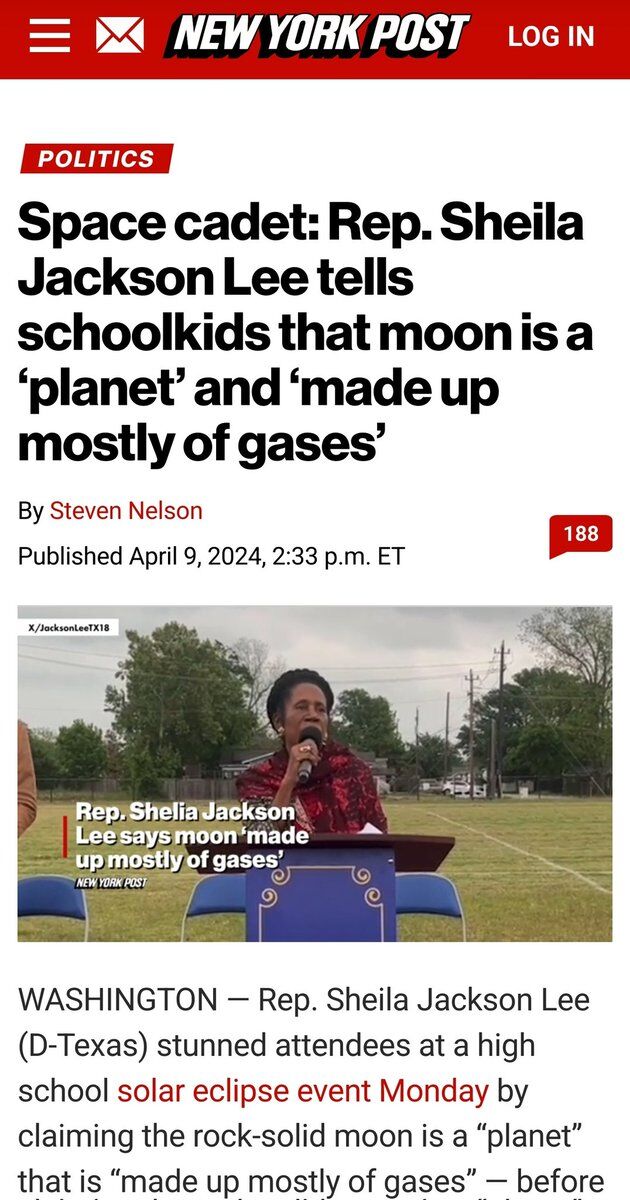 NEW YORK POST
LOG IN
POLITICS
Space cadet: Rep. Sheila
Jackson Lee tells
schoolkids that moon is a
‘planet’ and ‘made up
mostly of gases’
By Steven Nelson
188
Published April 9, 2024, 2:33 p.m. ET
X/JacksonLeeTX18
Rep. Shelia Jackson
Lee says moon ‘made
up mostly of gases’
NEW YORK POST
WASHINGTON — Rep. Sheila Jackson Lee
(D-Texas) stunned attendees at a high
school solar eclipse event Monday by
claiming the rock-solid moon is a “planet”
that is “made up mostly of gases” — before